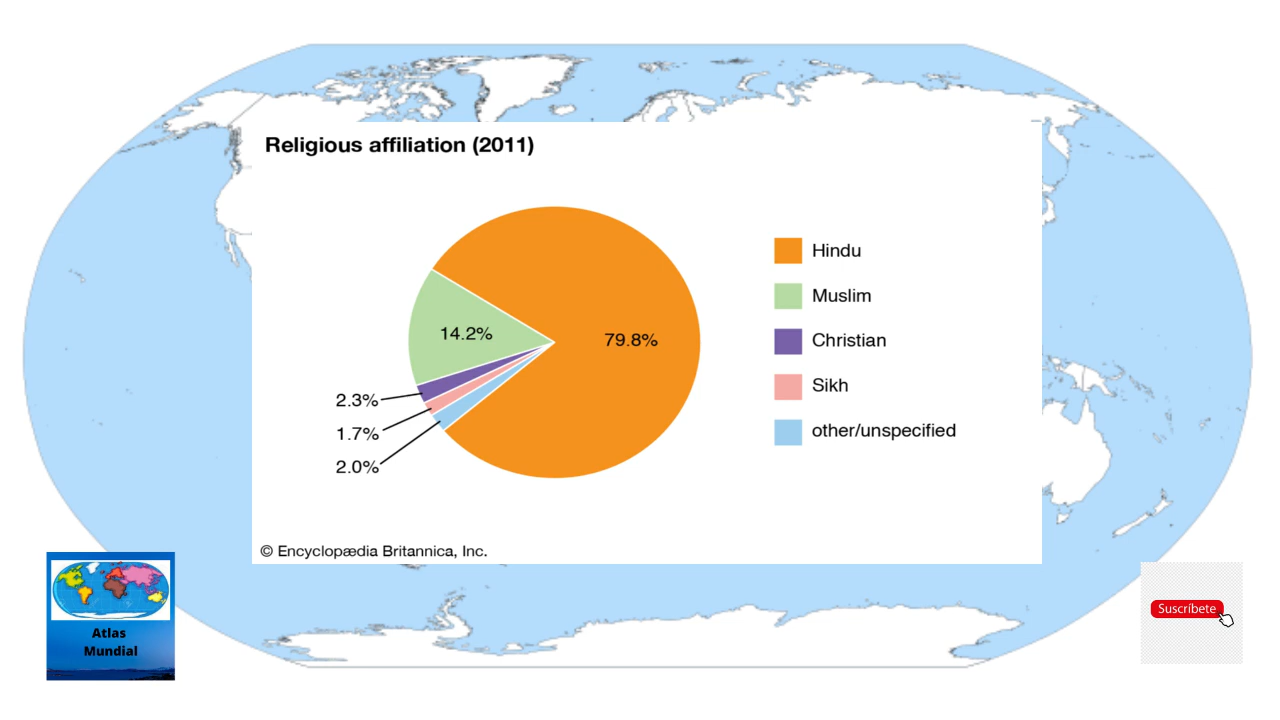 Religious affiliation (2011)
Hindu
Muslim
14.2%
79.8%
Christian
Sikh
2.3%
1.7%
other/unspecified
2.0%
© Encyclopædia Britannica, Inc.
Atlas
Mundial
Suscríbete